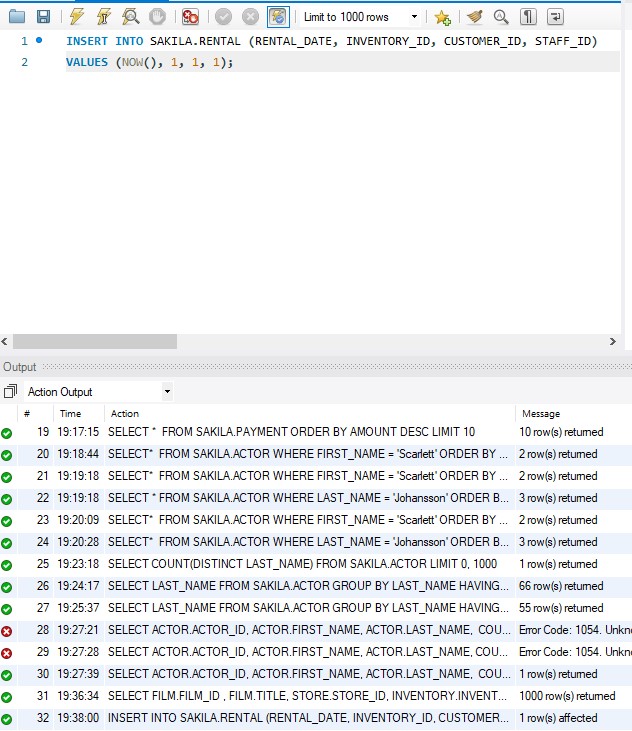 Limit to 1000 rows
1 INSERT INTO SAKILA.RENTAL (RENTAL_DATE, INVENTORY_ID, CUSTOMER_ID, STAFF_ID)
2 VALUES (NOW(), 1, 1, 1);
Output
Action Output
# Time Action Message
19 19:17:15 SELECT * FROM SAKILA.PAYMENT ORDER BY AMOUNT DESC LIMIT 10 10 row(s) returned
20 19:18:44 SELECT* FROM SAKILA.ACTOR WHERE FIRST_NAME = 'Scarlett' ORDER BY ... 2 row(s) returned
21 19:19:18 SELECT* FROM SAKILA.ACTOR WHERE FIRST_NAME = 'Scarlett' ORDER BY ... 2 row(s) returned
22 19:19:18 SELECT * FROM SAKILA.ACTOR WHERE LAST_NAME = 'Johansson' ORDER B... 3 row(s) returned
23 19:20:09 SELECT* FROM SAKILA.ACTOR WHERE FIRST_NAME = 'Scarlett' ORDER BY ... 2 row(s) returned
24 19:20:28 SELECT * FROM SAKILA.ACTOR WHERE LAST_NAME = 'Johansson' ORDER B... 3 row(s) returned
25 19:23:18 SELECT COUNT(DISTINCT LAST_NAME) FROM SAKILA.ACTOR LIMIT 0, 1000 1 row(s) returned
26 19:24:17 SELECT LAST_NAME FROM SAKILA.ACTOR GROUP BY LAST_NAME HAVING... 66 row(s) returned
27 19:25:37 SELECT LAST_NAME FROM SAKILA.ACTOR GROUP BY LAST_NAME HAVING... 55 row(s) returned
28 19:27:21 SELECT ACTOR.ACTOR_ID, ACTOR.FIRST_NAME, ACTOR.LAST_NAME, COU... Error Code: 1054. Unkn
29 19:27:28 SELECT ACTOR.ACTOR_ID, ACTOR.FIRST_NAME, ACTOR.LAST_NAME, COU... Error Code: 1054. Unkn
30 19:27:39 SELECT ACTOR.ACTOR_ID, ACTOR.FIRST_NAME, ACTOR.LAST_NAME, COU... 1 row(s) returned
31 19:36:34 SELECT FILM.FILM_ID , FILM.TITLE, STORE.STORE_ID, INVENTORY.INVENT... 1000 row(s) returned
32 19:38:00 INSERT INTO SAKILA.RENTAL (RENTAL_DATE, INVENTORY_ID, CUSTOMER... 1 row(s) affected